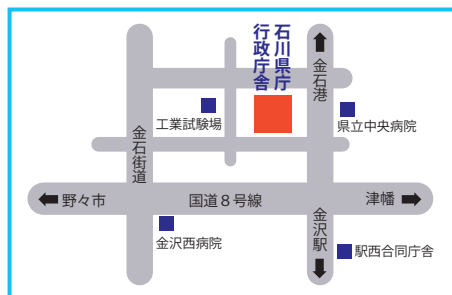 石川県庁
行政庁舎
金石港
工業試験場
県立中央病院
金石街道
野々市
国道８号線
津幡
金沢駅
金沢西病院
駅西合同庁舎